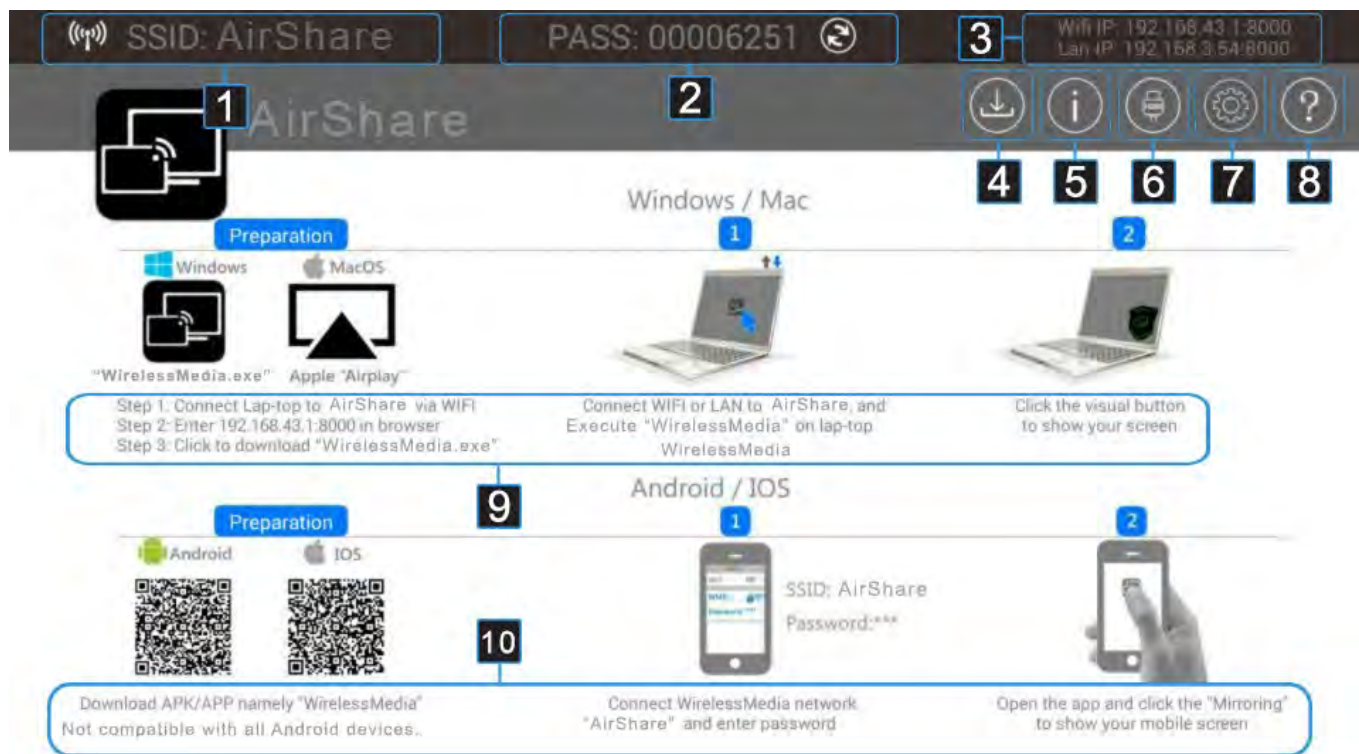 SSID: AirShare
PASS: 00006251
3
Wifi IP: 192.168.43.1:8000
Lan IP: 192.168.3.54:8000
1
AirShare
2
4
5
6
7
8
i
?
Windows / Mac
Preparation
1
2
Windows
MacOS
"WirelessMedia.exe"
Apple "Airplay"
Step 1: Connect Lap-top to AirShare via WIFI
Step 2: Enter 192.168.43.1:8000 in browser
Step 3: Click to download "WirelessMedia.exe"
Connect WIFI or LAN to AirShare, and
Execute "WirelessMedia" on lap-top
WirelessMedia
Click the visual button
to show your screen
9
Android / IOS
Preparation
1
2
Android
IOS
SSID: AirShare
Password:***
10
Download APK/APP namely "WirelessMedia"
Not compatible with all Android devices.
Connect WirelessMedia network
"AirShare" and enter password
Open the app and click the "Mirroring"
to show your mobile screen